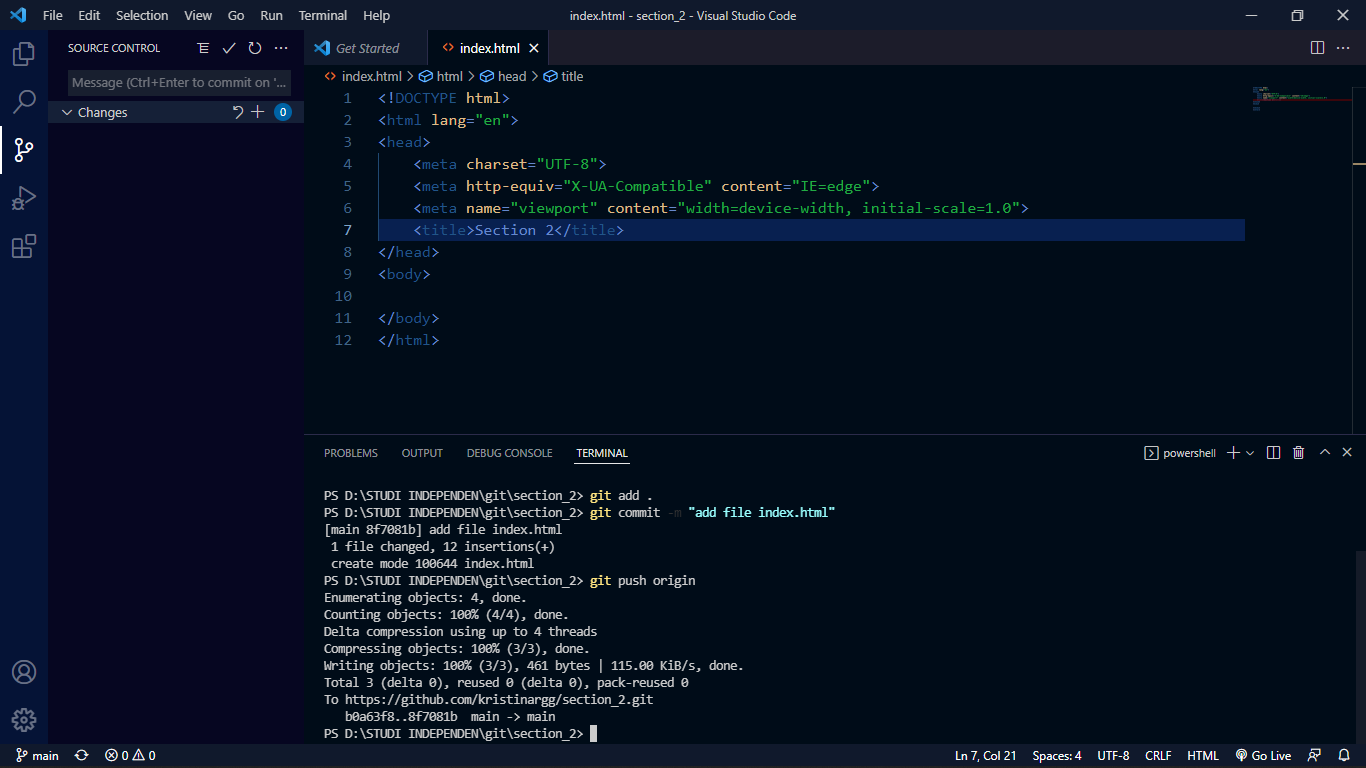 File Edit Selection View Go Run Terminal Help
index.html - section_2 - Visual Studio Code
SOURCE CONTROL
Message (Ctrl+Enter to commit on '...
Changes 0
Get Started index.html
index.html > html > head > title
1 <!DOCTYPE html>
2 <html lang="en">
3 <head>
4     <meta charset="UTF-8">
5     <meta http-equiv="X-UA-Compatible" content="IE=edge">
6     <meta name="viewport" content="width=device-width, initial-scale=1.0">
7     <title>Section 2</title>
8 </head>
9 <body>
10
11 </body>
12 </html>
PROBLEMS OUTPUT DEBUG CONSOLE TERMINAL
powershell
PS D:\STUDI INDEPENDEN\git\section_2> git add .
PS D:\STUDI INDEPENDEN\git\section_2> git commit -m "add file index.html"
[main 8f7081b] add file index.html
 1 file changed, 12 insertions(+)
 create mode 100644 index.html
PS D:\STUDI INDEPENDEN\git\section_2> git push origin
Enumerating objects: 4, done.
Counting objects: 100% (4/4), done.
Delta compression using up to 4 threads
Compressing objects: 100% (3/3), done.
Writing objects: 100% (3/3), 461 bytes | 115.00 KiB/s, done.
Total 3 (delta 0), reused 0 (delta 0), pack-reused 0
To https://github.com/kristinargg/section_2.git
   b0a63f8..8f7081b  main -> main
PS D:\STUDI INDEPENDEN\git\section_2>
main 0 0 Ln 7, Col 21 Spaces: 4 UTF-8 CRLF HTML Go Live